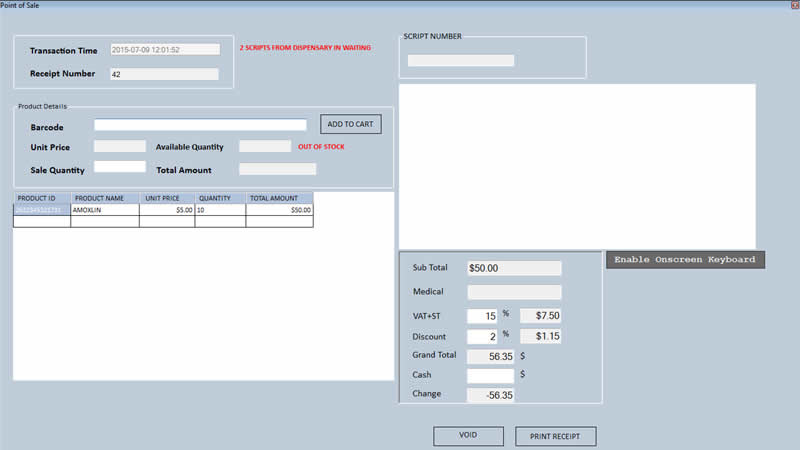 Point of Sale
Transaction Time 2015-07-09 12:01:52
2 SCRIPTS FROM DISPENSARY IN WAITING
Receipt Number 42
SCRIPT NUMBER
Product Details
Barcode ADD TO CART
Unit Price Available Quantity OUT OF STOCK
Sale Quantity Total Amount
PRODUCT ID PRODUCT NAME UNIT PRICE QUANTITY TOTAL AMOUNT
AMOXLIN $5.00 10 $50.00
Enable Onscreen Keyboard
Sub Total $50.00
Medical
VAT+ST 15 % $7.50
Discount 2 % $1.15
Grand Total 56.35 $
Cash $
Change -56.35
VOID PRINT RECEIPT